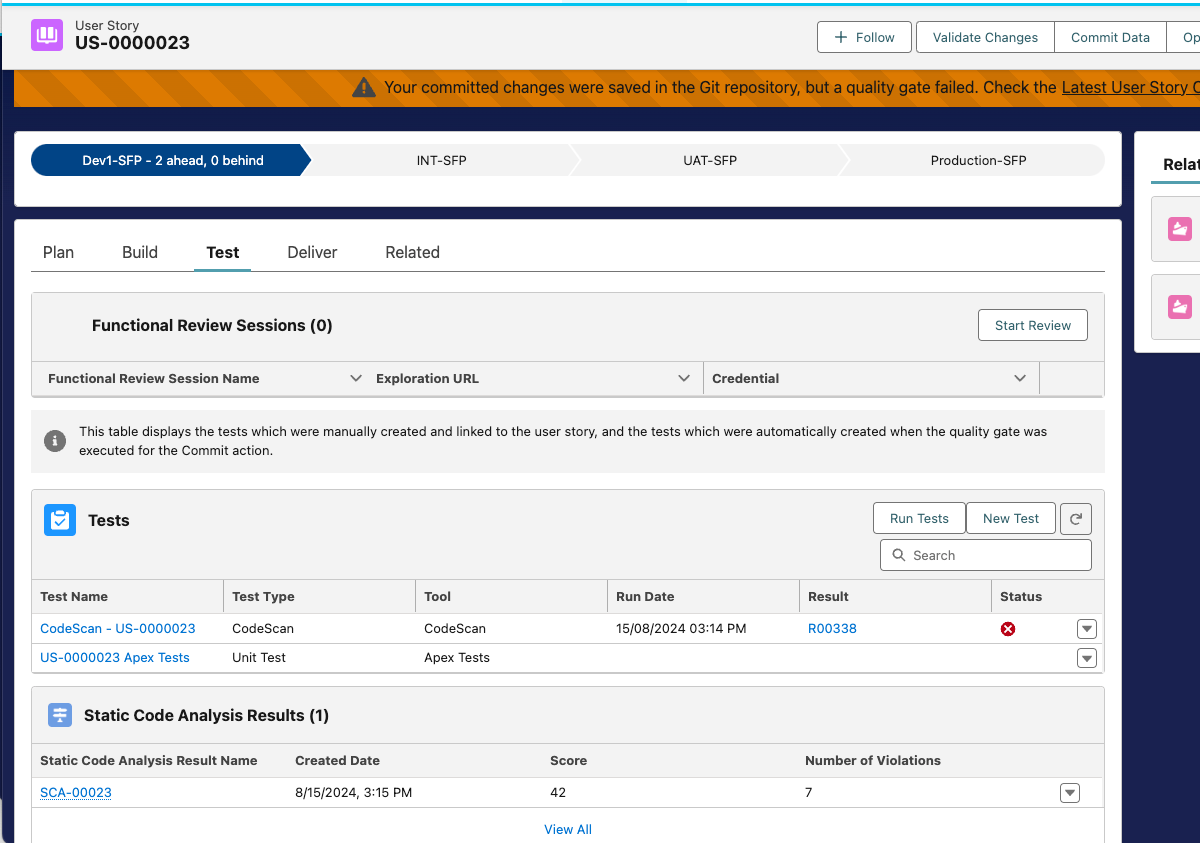 User Story
US-0000023
Follow
Validate Changes
Commit Data
Your committed changes were saved in the Git repository, but a quality gate failed. Check the Latest User Story
Dev1-SFP - 2 ahead, 0 behind
INT-SFP
UAT-SFP
Production-SFP
Plan
Build
Test
Deliver
Related
Functional Review Sessions (0)
Start Review
Functional Review Session Name
Exploration URL
Credential
This table displays the tests which were manually created and linked to the user story, and the tests which were automatically created when the quality gate was
executed for the Commit action.
Tests
Run Tests
New Test
Search
Test Name Test Type Tool Run Date Result Status
CodeScan - US-0000023 CodeScan CodeScan 15/08/2024 03:14 PM R00338
US-0000023 Apex Tests Unit Test Apex Tests
Static Code Analysis Results (1)
Static Code Analysis Result Name Created Date Score Number of Violations
SCA-00023 8/15/2024, 3:15 PM 42 7
View All